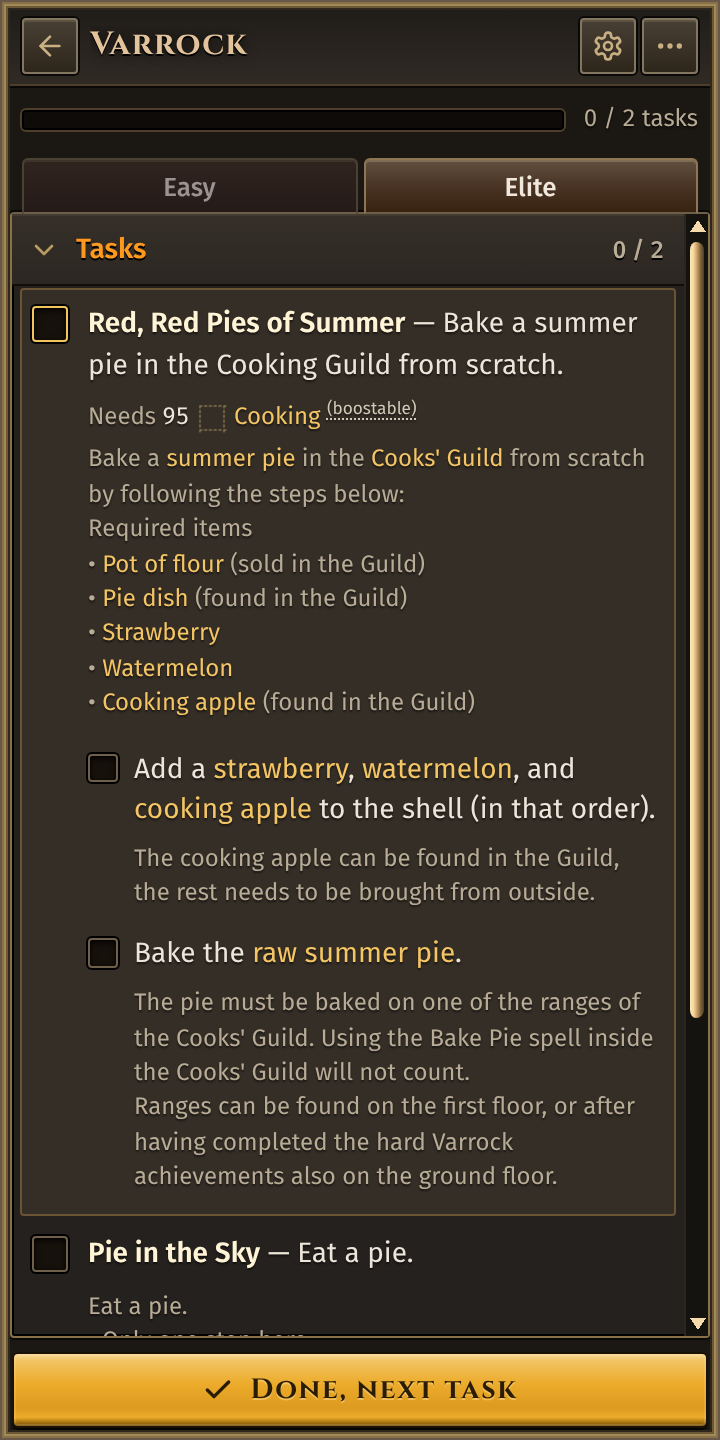 Varrock
0 / 2 tasks
Easy
Elite
Tasks
0 / 2
Red, Red Pies of Summer — Bake a summer
pie in the Cooking Guild from scratch.
Needs 95 Cooking (boostable)
Bake a summer pie in the Cooks' Guild from scratch
by following the steps below:
Required items
• Pot of flour (sold in the Guild)
• Pie dish (found in the Guild)
• Strawberry
• Watermelon
• Cooking apple (found in the Guild)
Add a strawberry, watermelon, and
cooking apple to the shell (in that order).
The cooking apple can be found in the Guild,
the rest needs to be brought from outside.
Bake the raw summer pie.
The pie must be baked on one of the ranges of
the Cooks' Guild. Using the Bake Pie spell inside
the Cooks' Guild will not count.
Ranges can be found on the first floor, or after
having completed the hard Varrock
achievements also on the ground floor.
Pie in the Sky — Eat a pie.
Eat a pie.
Only one step here
Done, next task